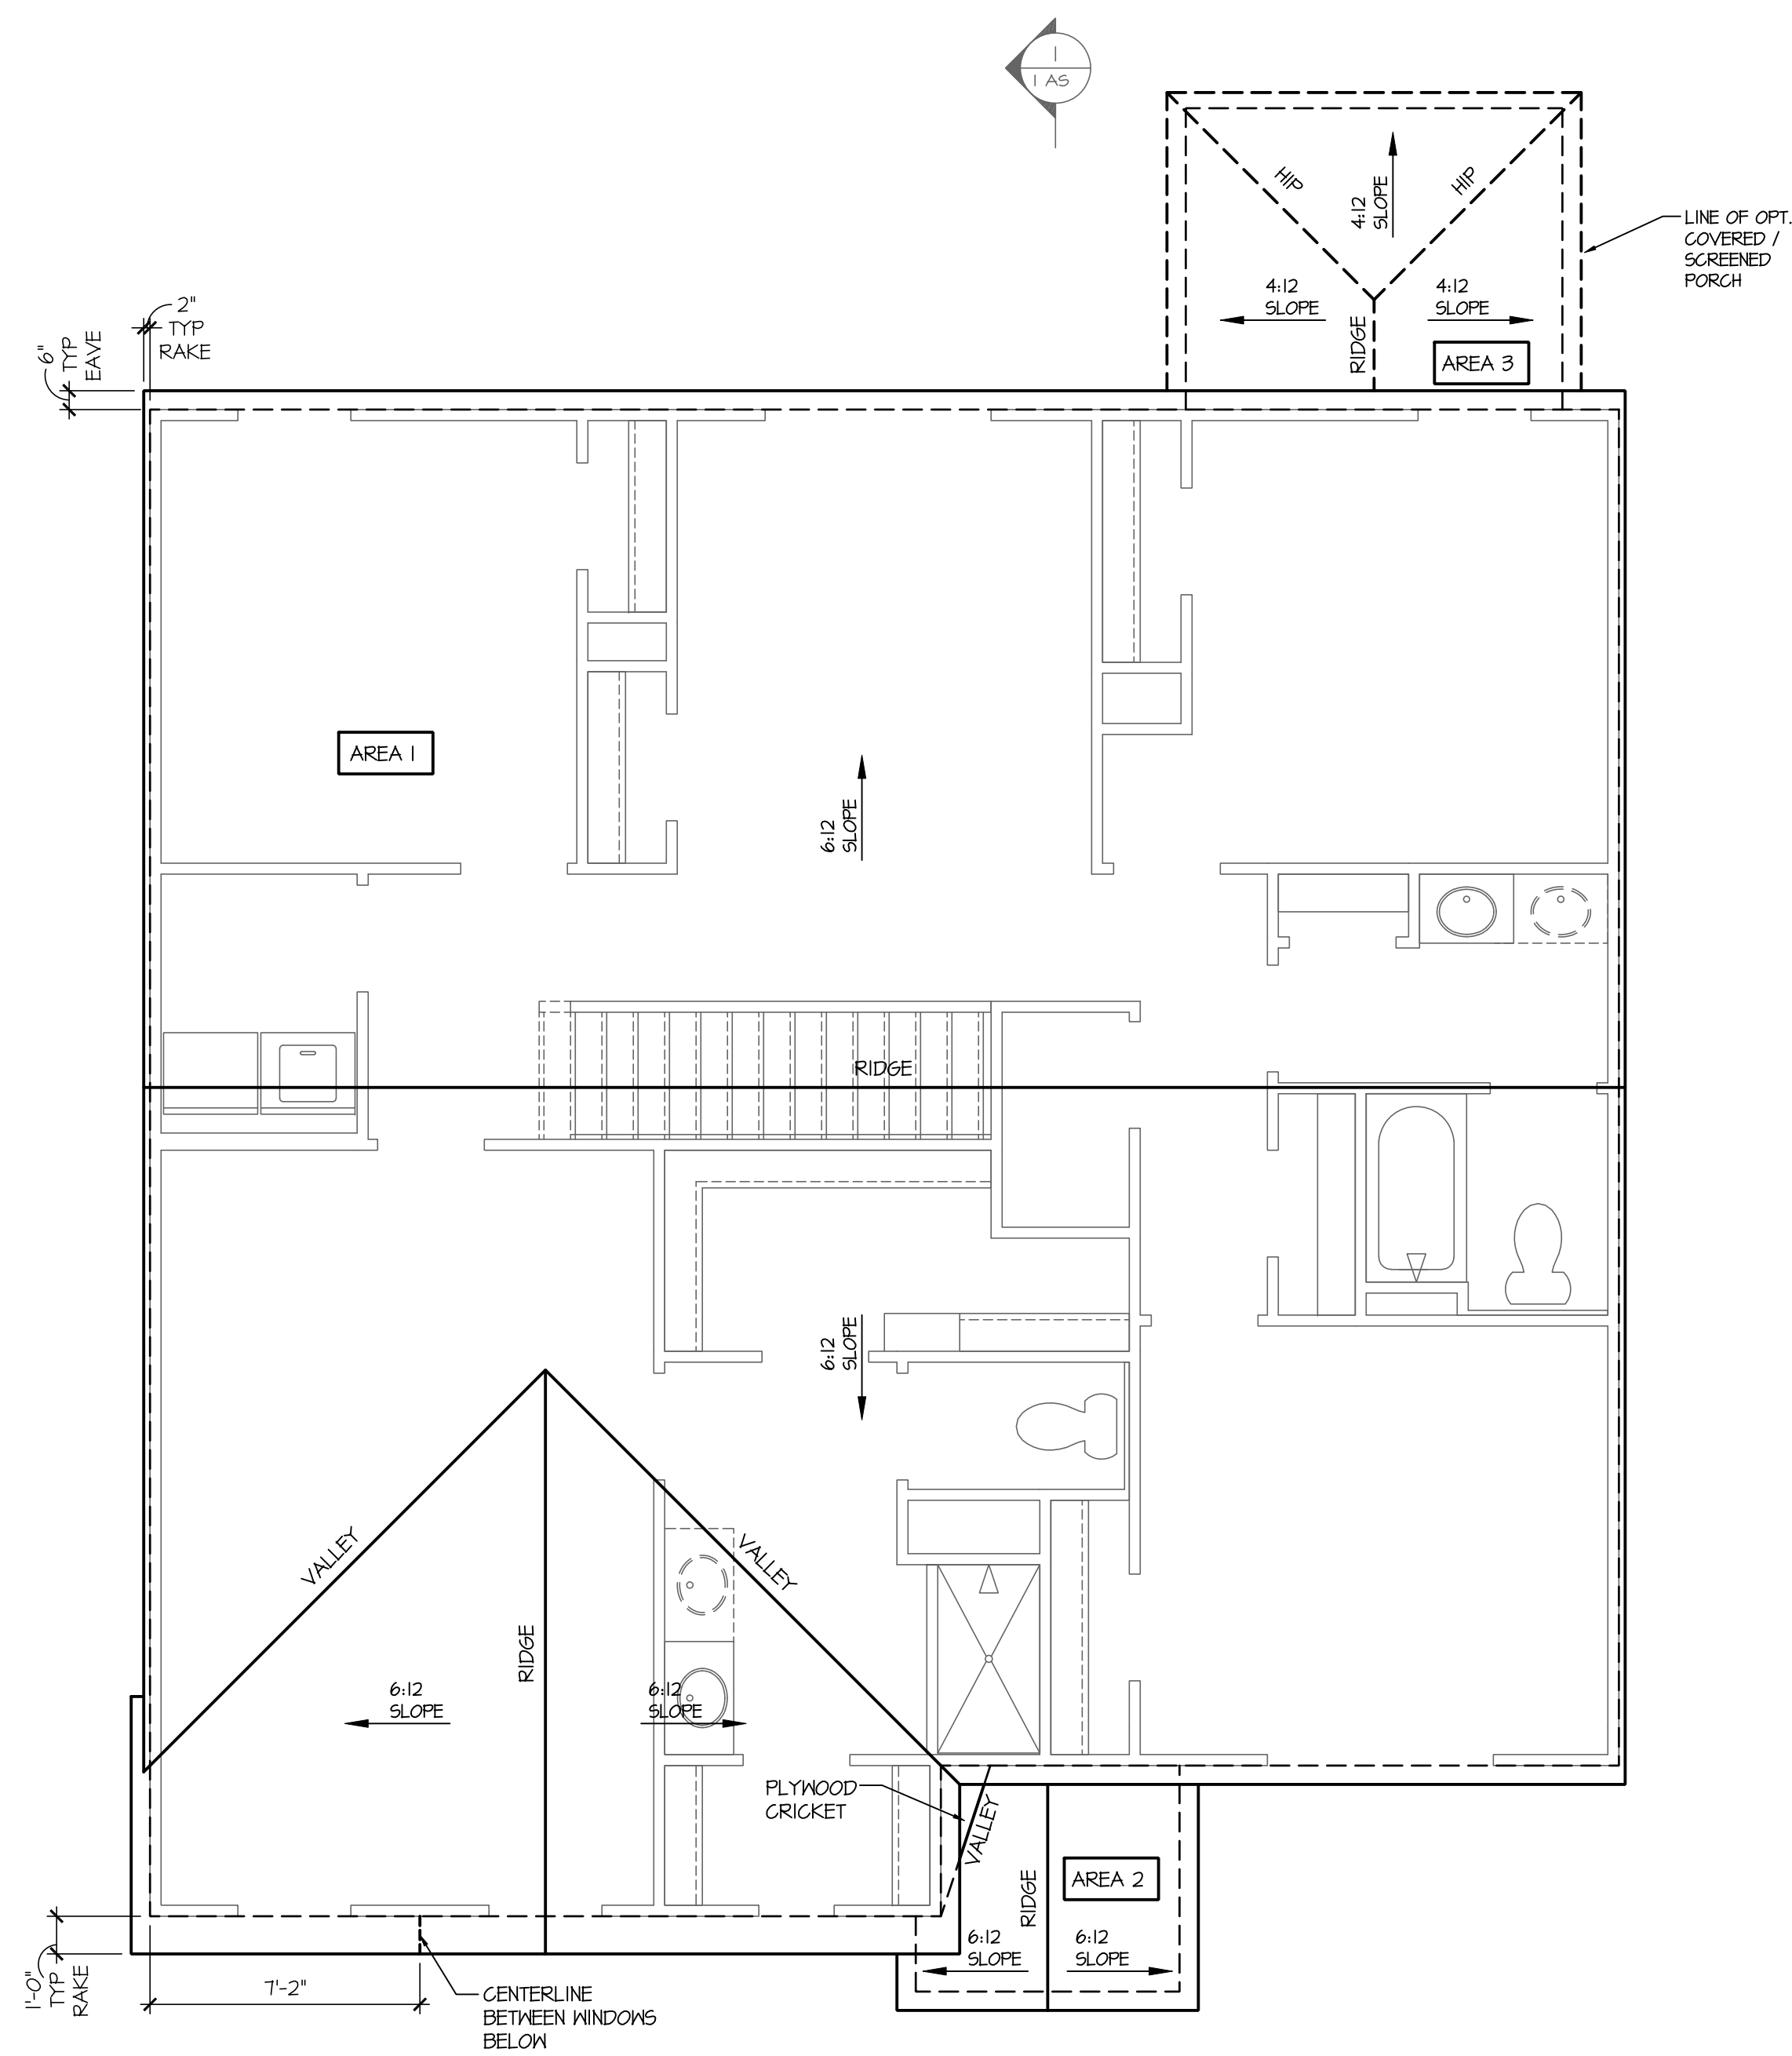 1
1 AS
HIP
HIP
4:12
SLOPE
LINE OF OPT.
COVERED /
SCREENED
PORCH
4:12
SLOPE
4:12
SLOPE
RIDGE
AREA 3
2"
TYP
RAKE
6"
TYP
EAVE
AREA 1
6:12
SLOPE
RIDGE
6:12
SLOPE
VALLEY
VALLEY
RIDGE
6:12
SLOPE
6:12
SLOPE
PLYWOOD
CRICKET
VALLEY
RIDGE
AREA 2
6:12
SLOPE
6:12
SLOPE
1'-0"
TYP
RAKE
7'-2"
CENTERLINE
BETWEEN WINDOWS
BELOW